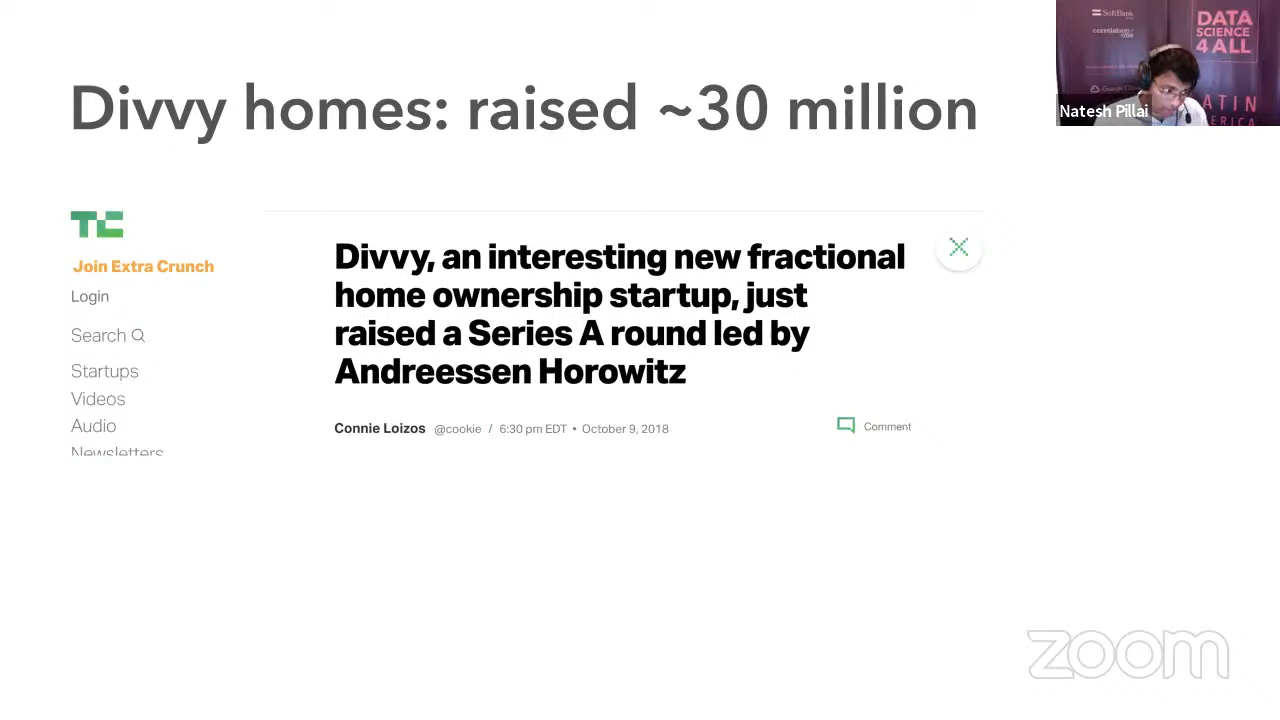 Divvy homes: raised ~30 million
SoftBank
DATA
SCIENCE
4 ALL
Natesh Pillai
TC
Join Extra Crunch
Login
Search
Startups
Videos
Audio
Newsletters
Divvy, an interesting new fractional
home ownership startup, just
raised a Series A round led by
Andreessen Horowitz
Connie Loizos @cookie / 6:30 pm EDT • October 9, 2018
Comment
zoom